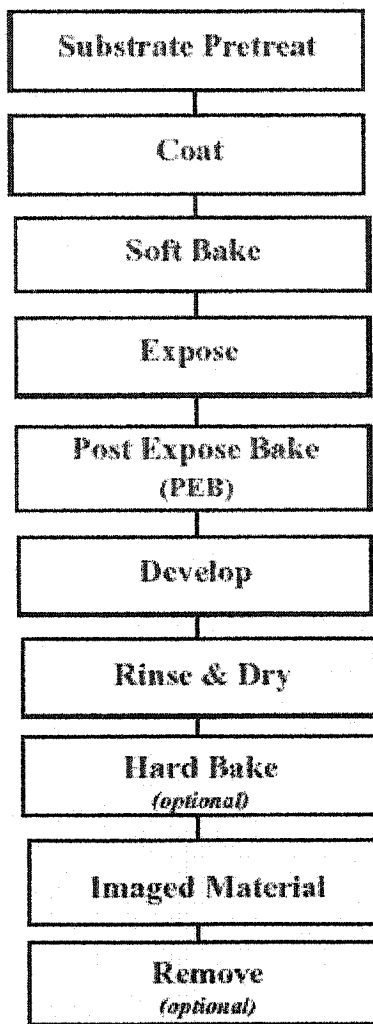 Substrate Pretreat
Coat
Soft Bake
Expose
Post Expose Bake
(PEB)
Develop
Rinse & Dry
Hard Bake
(optional)
Imaged Material
Remove
(optional)